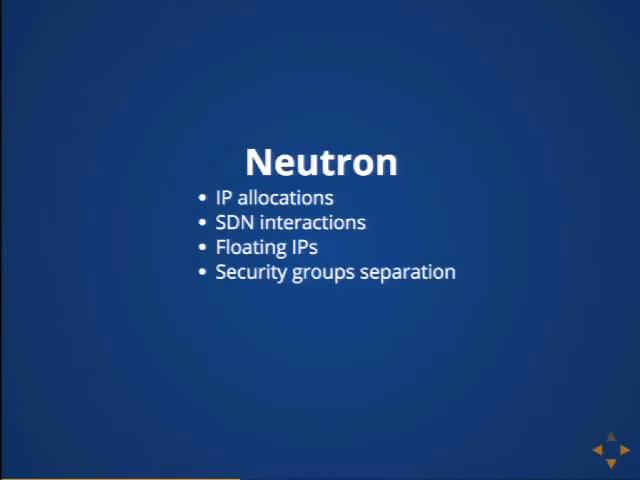 Neutron
• IP allocations
• SDN interactions
• Floating IPs
• Security groups separation